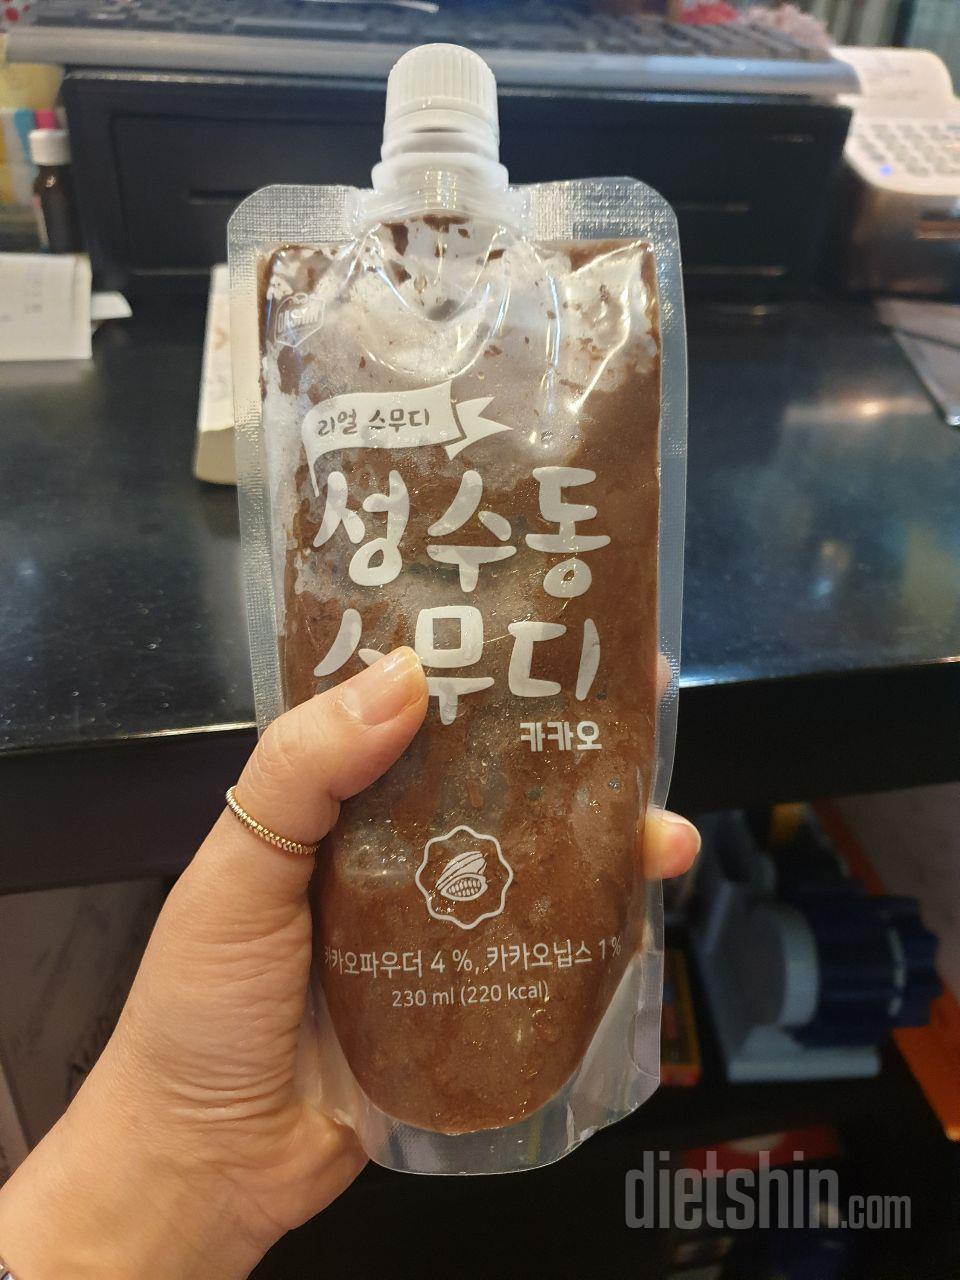 DASHIN
리얼 스무디
성수동
스무디
카카오
카카오파우더 4 %, 카카오닙스 1 %
230 ml (220 kcal)
dietshin.com